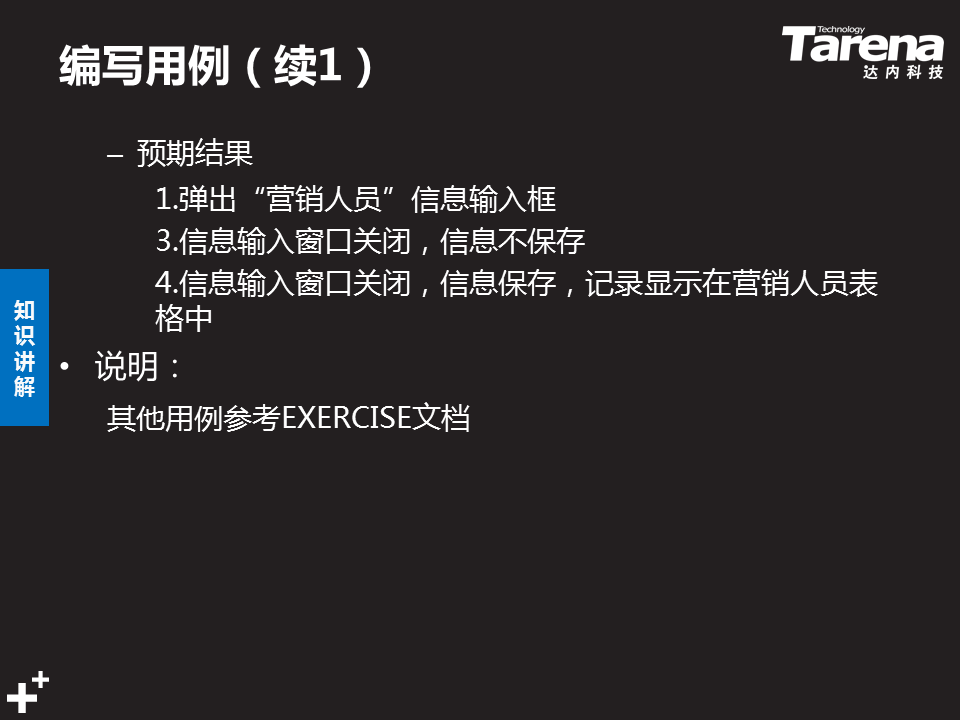 编写用例（续1）
Technology
Tarena
达内科技
– 预期结果
1.弹出“营销人员”信息输入框
3.信息输入窗口关闭，信息不保存
4.信息输入窗口关闭，信息保存，记录显示在营销人员表
格中
知
识
讲
解
• 说明：
其他用例参考EXERCISE文档